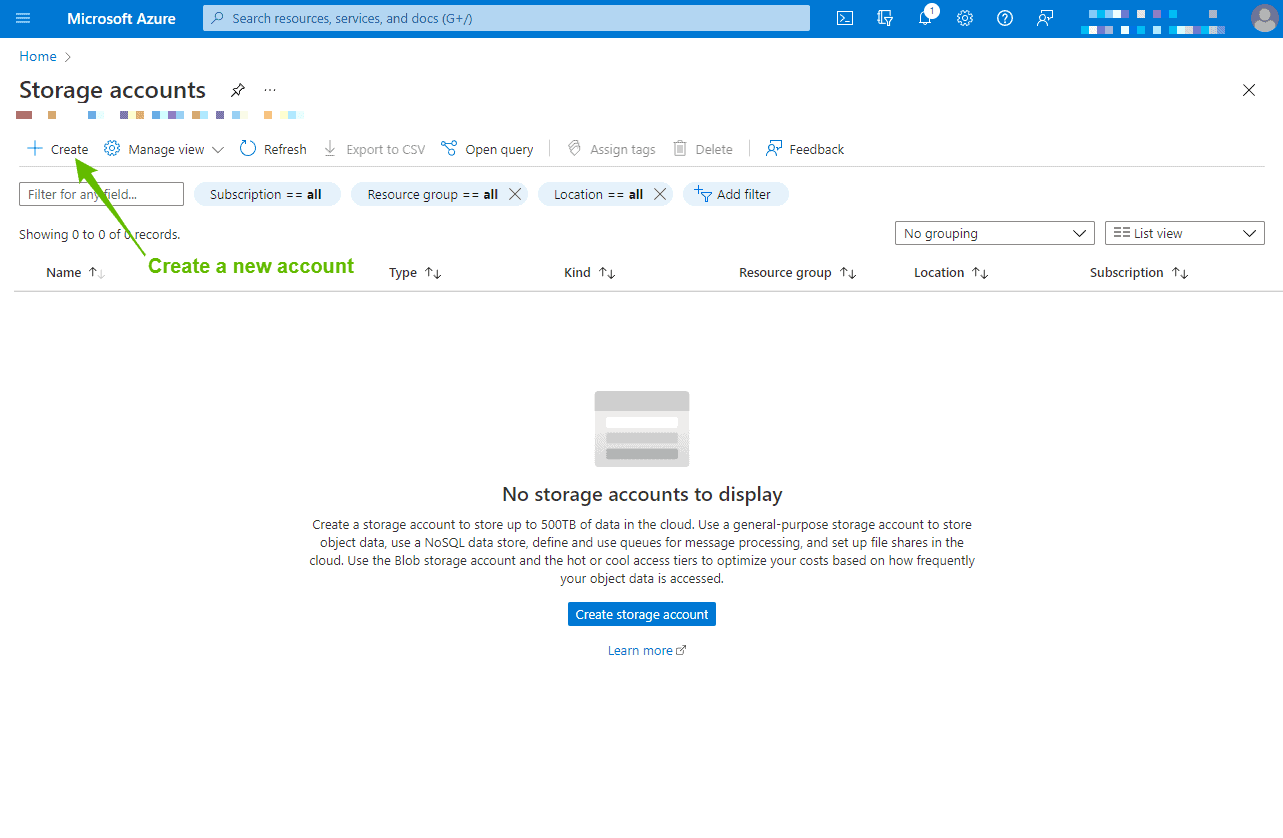 Microsoft Azure
Search resources, services, and docs (G+/)
1
Home
Storage accounts
Create
Manage view
Refresh
Export to CSV
Open query
Assign tags
Delete
Feedback
Filter for any field...
Subscription == all
Resource group == all
Location == all
Add filter
Showing 0 to 0 of 0 records.
No grouping
List view
Create a new account
Name
Type
Kind
Resource group
Location
Subscription
No storage accounts to display
Create a storage account to store up to 500TB of data in the cloud. Use a general-purpose storage account to store
object data, use a NoSQL data store, define and use queues for message processing, and set up file shares in the
cloud. Use the Blob storage account and the hot or cool access tiers to optimize your costs based on how frequently
your object data is accessed.
Create storage account
Learn more